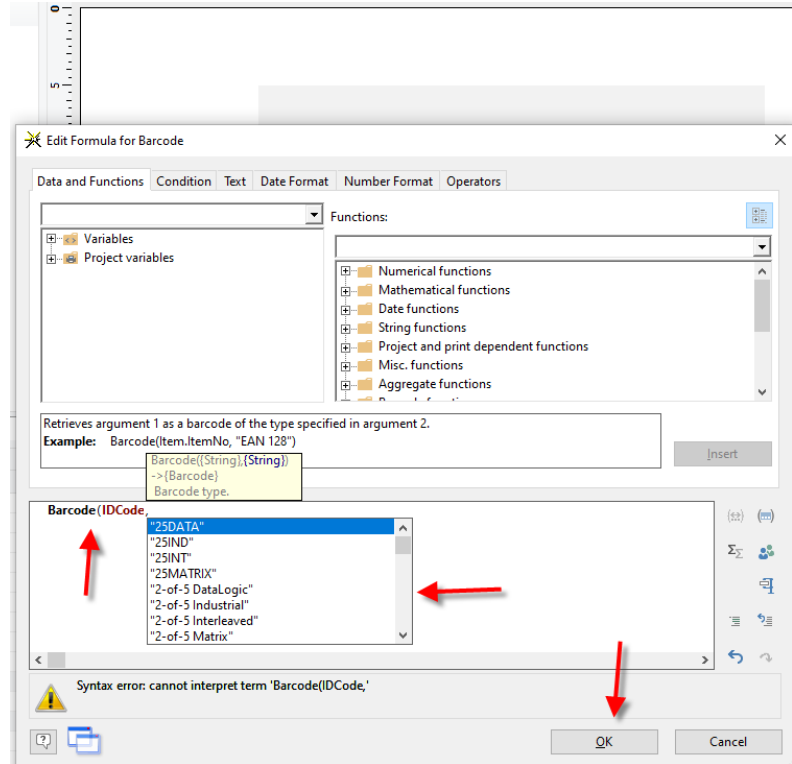 0
5
Edit Formula for Barcode
Data and Functions Condition Text Date Format Number Format Operators
Functions:
Variables
Project variables
Numerical functions
Mathematical functions
Date functions
String functions
Project and print dependent functions
Misc. functions
Aggregate functions
Retrieves argument 1 as a barcode of the type specified in argument 2.
Example: Barcode(Item.ItemNo, "EAN 128")
Insert
Barcode({String},{String})
->{Barcode}
Barcode type.
Barcode(IDCode,
"25DATA"
"25IND"
"25INT"
"25MATRIX"
"2-of-5 DataLogic"
"2-of-5 Industrial"
"2-of-5 Interleaved"
"2-of-5 Matrix"
Syntax error: cannot interpret term 'Barcode(IDCode,'
OK Cancel